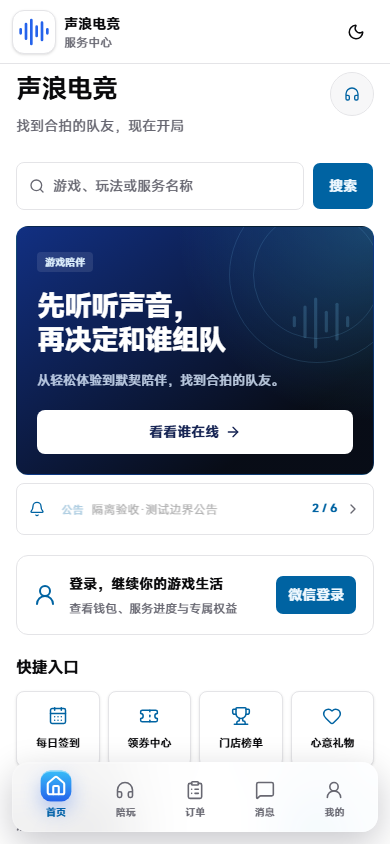 声浪电竞
服务中心
声浪电竞
找到合拍的队友，现在开局
游戏、玩法或服务名称
搜索
游戏陪伴
先听听声音，
再决定和谁组队
从轻松体验到默契陪伴，找到合拍的队友。
看看谁在线 →
公告 隔离验收·测试边界公告 2 / 6
登录，继续你的游戏生活
查看钱包、服务进度与专属权益
微信登录
快捷入口
每日签到 领券中心 门店榜单 心意礼物
首页 陪玩 订单 消息 我的